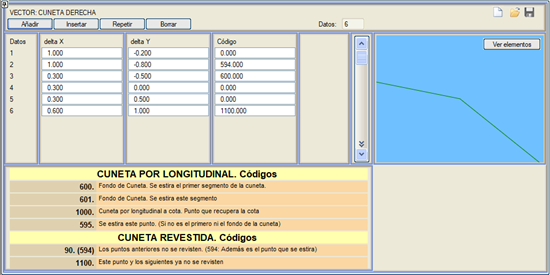 VECTOR: CUNETA DERECHA
Añadir Insertar Repetir Borrar Datos: 6
Ver elementos
Datos delta X delta Y Código
1 1.000 -0.200 0.000
2 1.000 -0.800 594.000
3 0.300 -0.500 600.000
4 0.300 0.000 0.000
5 0.300 0.500 0.000
6 0.600 1.000 1100.000
CUNETA POR LONGITUDINAL. Códigos
600. Fondo de Cuneta. Se estira el primer segmento de la cuneta.
601. Fondo de Cuneta. Se estira este segmento
1000. Cuneta por longitudinal a cota. Punto que recupera la cota
595. Se estira este punto. (Si no es el primero ni el fondo de la cuneta)
CUNETA REVESTIDA. Códigos
90. (594) Los puntos anteriores no se revisten. (594: Además es el punto que se estira)
1100. Este punto y los siguientes ya no se revisten